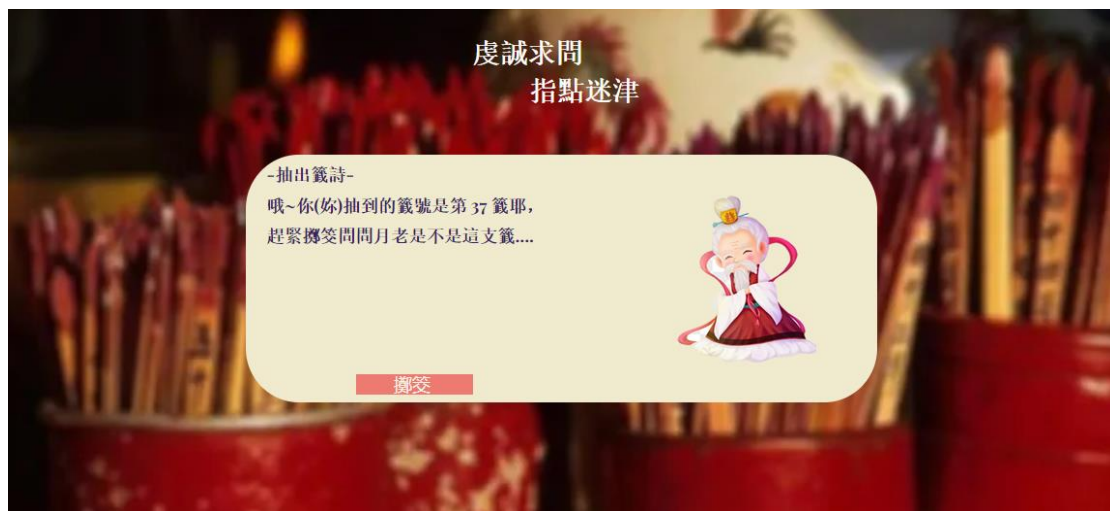 虔誠求問
指點迷津
-抽出籤詩-
哦~你(妳)抽到的籤號是第 37 籤耶，
趕緊擲筊問問月老是不是這支籤....
擲筊